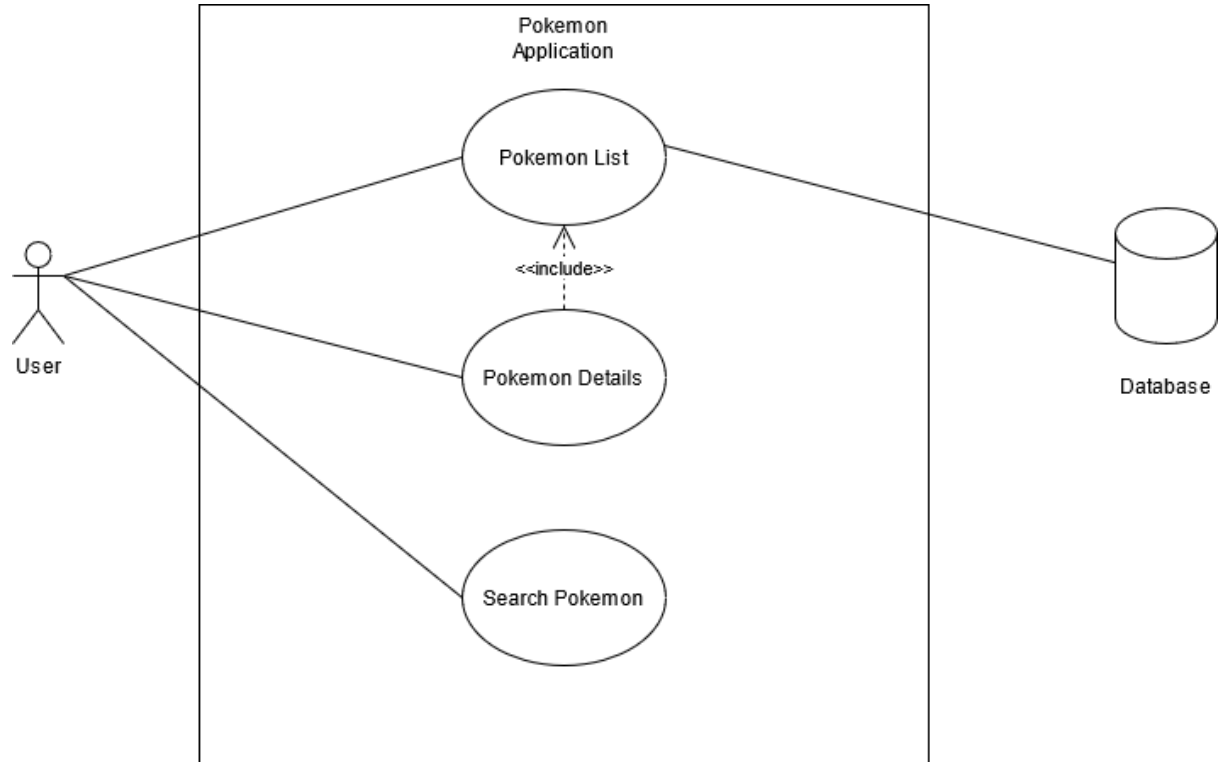 Pokemon
Application
Pokemon List
<<include>>
User
Pokemon Details
Database
Search Pokemon